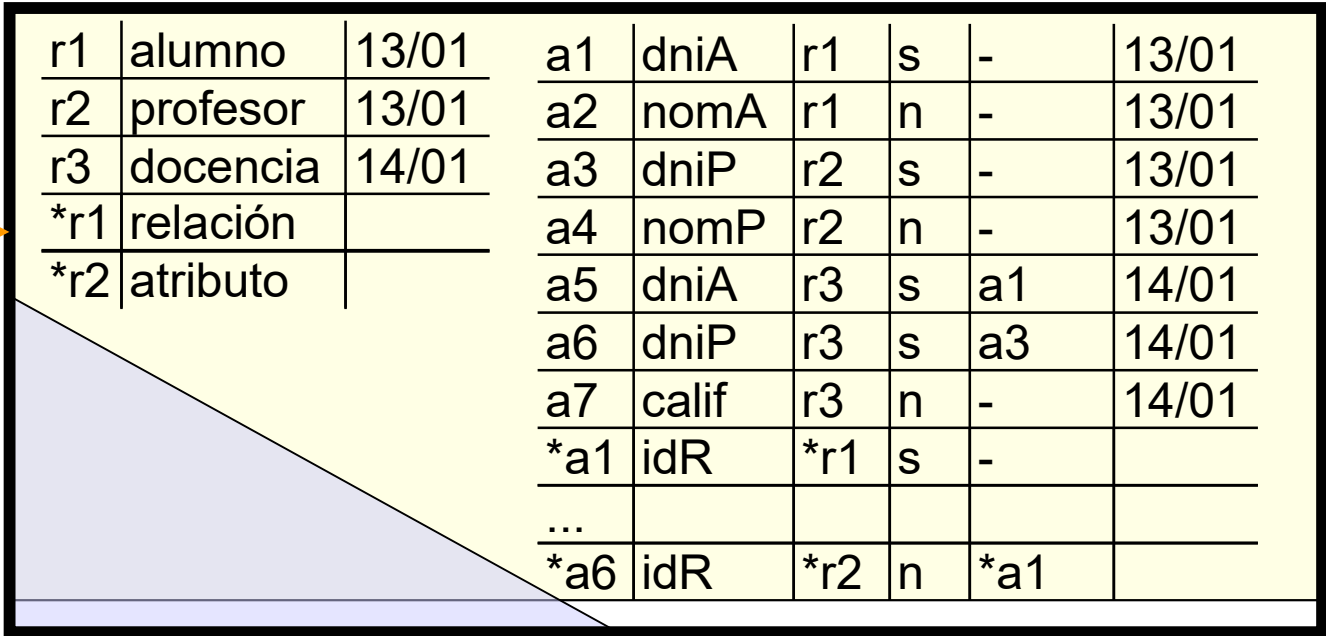 r1 alumno 13/01
r2 profesor 13/01
r3 docencia 14/01
*r1 relación
*r2 atributo
a1 dniA r1 s - 13/01
a2 nomA r1 n - 13/01
a3 dniP r2 s - 13/01
a4 nomP r2 n - 13/01
a5 dniA r3 s a1 14/01
a6 dniP r3 s a3 14/01
a7 calif r3 n - 14/01
*a1 idR *r1 s -
...
*a6 idR *r2 n *a1